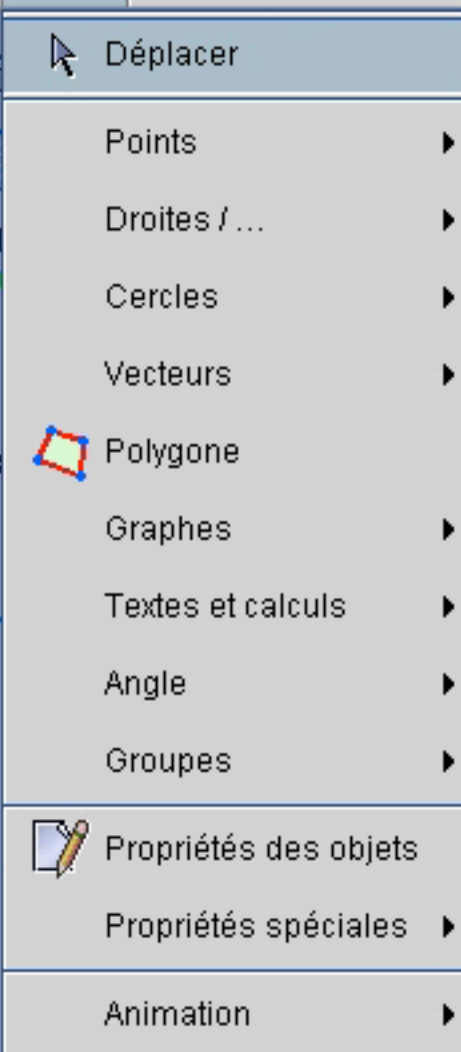 Déplacer
Points
Droites / ...
Cercles
Vecteurs
Polygone
Graphes
Textes et calculs
Angle
Groupes
Propriétés des objets
Propriétés spéciales
Animation